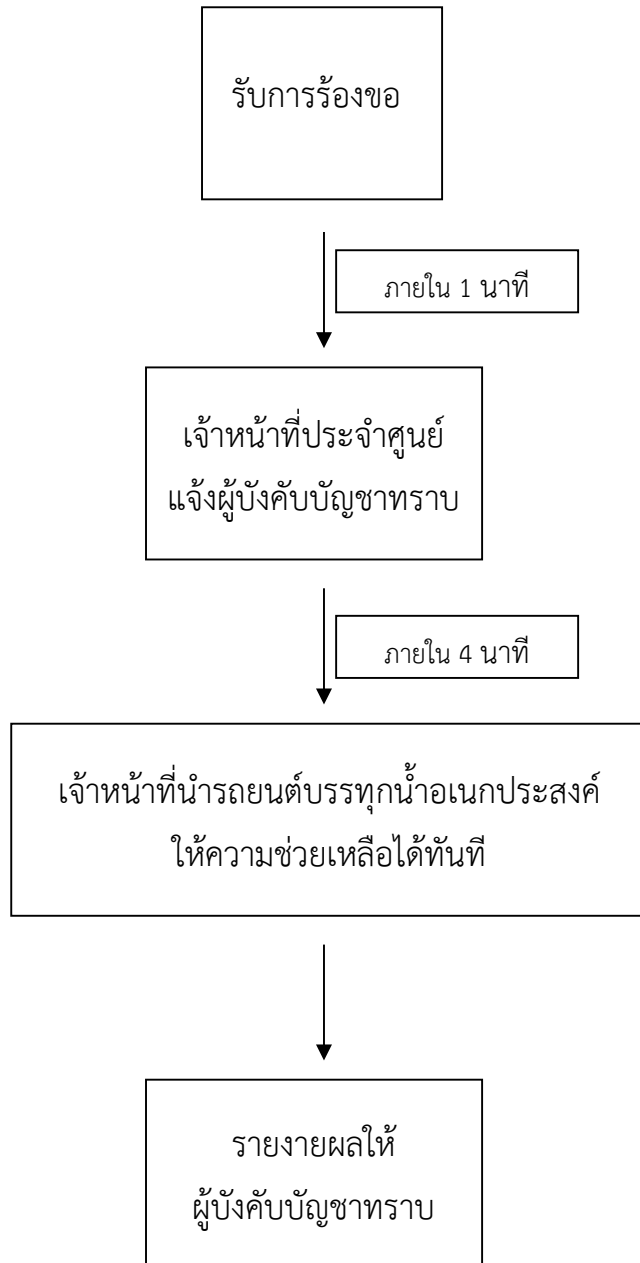 รับการร้องขอ
ภายใน 1 นาที
เจ้าหน้าที่ประจำศูนย์
แจ้งผู้บังคับบัญชาทราบ
ภายใน 4 นาที
เจ้าหน้าที่นำรถยนต์บรรทุกน้ำอเนกประสงค์
ให้ความช่วยเหลือได้ทันที
รายงายผลให้
ผู้บังคับบัญชาทราบ